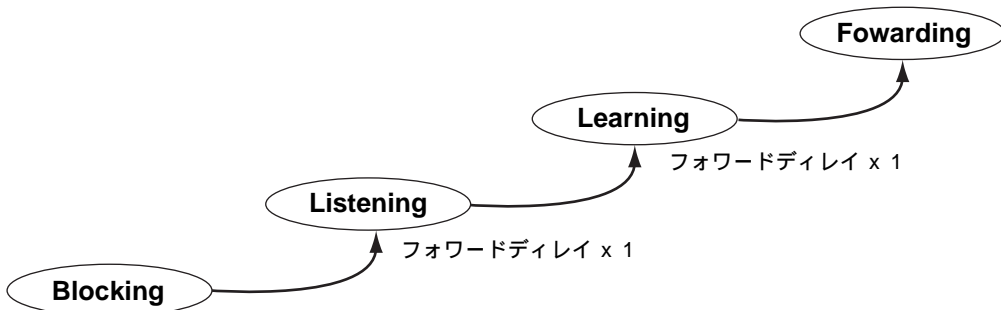 Fowarding
Learning
フォワードディレイ x 1
Listening
フォワードディレイ x 1
Blocking